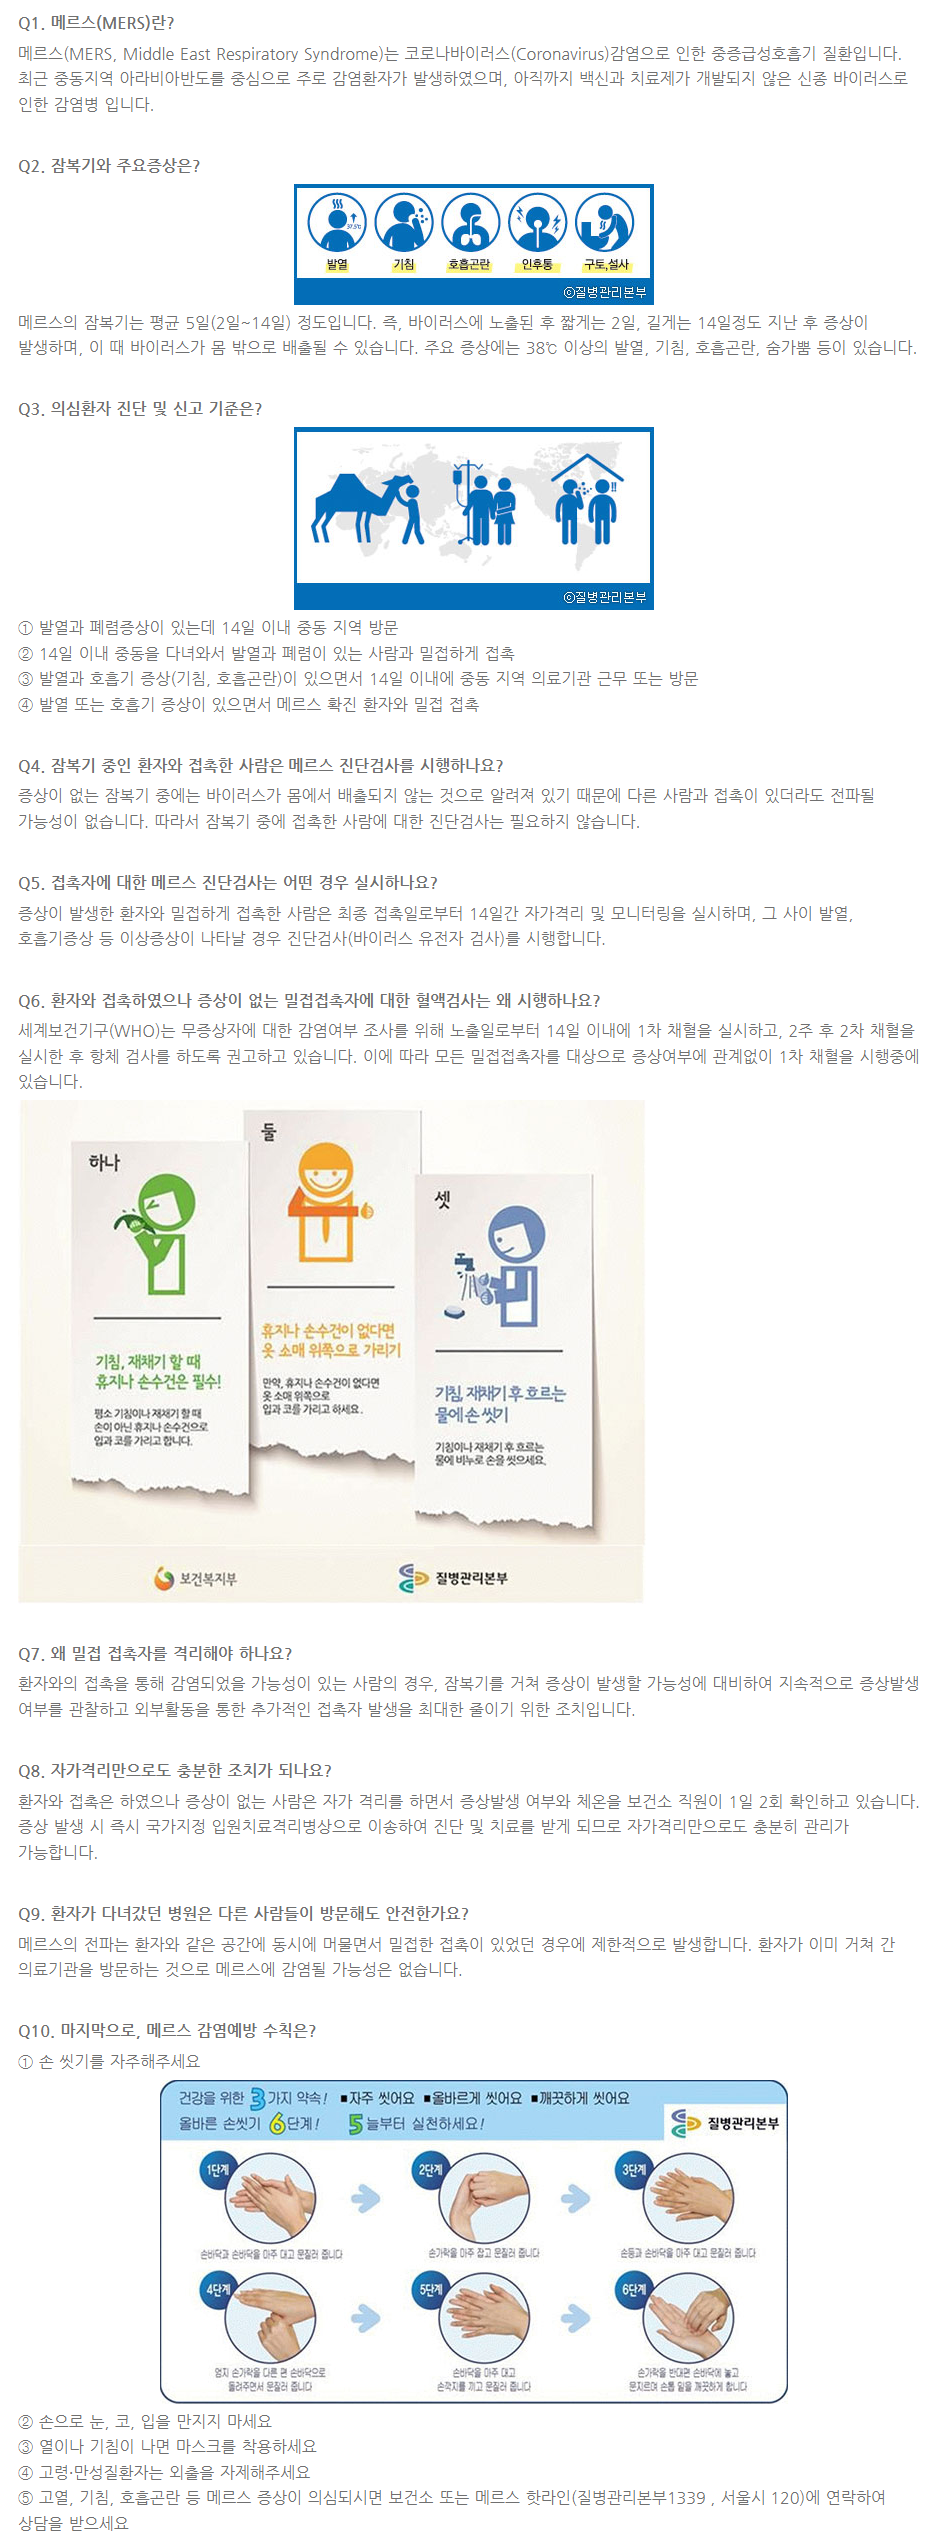 Q1. 메르스(MERS)란?
메르스(MERS, Middle East Respiratory Syndrome)는 코로나바이러스(Coronavirus)감염으로 인한 중증급성호흡기 질환입니다.
최근 중동지역 아라비아반도를 중심으로 주로 감염환자가 발생하였으며, 아직까지 백신과 치료제가 개발되지 않은 신종 바이러스로
인한 감염병 입니다.
Q2. 잠복기와 주요증상은?
37.5℃
발열 기침 호흡곤란 인후통 구토,설사
ⓒ질병관리본부
메르스의 잠복기는 평균 5일(2일~14일) 정도입니다. 즉, 바이러스에 노출된 후 짧게는 2일, 길게는 14일정도 지난 후 증상이
발생하며, 이 때 바이러스가 몸 밖으로 배출될 수 있습니다. 주요 증상에는 38℃ 이상의 발열, 기침, 호흡곤란, 숨가쁨 등이 있습니다.
Q3. 의심환자 진단 및 신고 기준은?
!!
ⓒ질병관리본부
① 발열과 폐렴증상이 있는데 14일 이내 중동 지역 방문
② 14일 이내 중동을 다녀와서 발열과 폐렴이 있는 사람과 밀접하게 접촉
③ 발열과 호흡기 증상(기침, 호흡곤란)이 있으면서 14일 이내에 중동 지역 의료기관 근무 또는 방문
④ 발열 또는 호흡기 증상이 있으면서 메르스 확진 환자와 밀접 접촉
Q4. 잠복기 중인 환자와 접촉한 사람은 메르스 진단검사를 시행하나요?
증상이 없는 잠복기 중에는 바이러스가 몸에서 배출되지 않는 것으로 알려져 있기 때문에 다른 사람과 접촉이 있더라도 전파될
가능성이 없습니다. 따라서 잠복기 중에 접촉한 사람에 대한 진단검사는 필요하지 않습니다.
Q5. 접촉자에 대한 메르스 진단검사는 어떤 경우 실시하나요?
증상이 발생한 환자와 밀접하게 접촉한 사람은 최종 접촉일로부터 14일간 자가격리 및 모니터링을 실시하며, 그 사이 발열,
호흡기증상 등 이상증상이 나타날 경우 진단검사(바이러스 유전자 검사)를 시행합니다.
Q6. 환자와 접촉하였으나 증상이 없는 밀접접촉자에 대한 혈액검사는 왜 시행하나요?
세계보건기구(WHO)는 무증상자에 대한 감염여부 조사를 위해 노출일로부터 14일 이내에 1차 채혈을 실시하고, 2주 후 2차 채혈을
실시한 후 항체 검사를 하도록 권고하고 있습니다. 이에 따라 모든 밀접접촉자를 대상으로 증상여부에 관계없이 1차 채혈을 시행중에
있습니다.
하나
기침, 재채기 할 때
휴지나 손수건은 필수!
평소 기침이나 재채기 할 때
손이 아닌 휴지나 손수건으로
입과 코를 가리고 합니다.
둘
휴지나 손수건이 없다면
옷 소매 위쪽으로 가리기
만약, 휴지나 손수건이 없다면
옷 소매 위쪽으로
입과 코를 가리고 하세요.
셋
기침, 재채기 후 흐르는
물에 손 씻기
기침이나 재채기 후 흐르는
물에 비누로 손을 씻으세요.
보건복지부 질병관리본부
Q7. 왜 밀접 접촉자를 격리해야 하나요?
환자와의 접촉을 통해 감염되었을 가능성이 있는 사람의 경우, 잠복기를 거쳐 증상이 발생할 가능성에 대비하여 지속적으로 증상발생
여부를 관찰하고 외부활동을 통한 추가적인 접촉자 발생을 최대한 줄이기 위한 조치입니다.
Q8. 자가격리만으로도 충분한 조치가 되나요?
환자와 접촉은 하였으나 증상이 없는 사람은 자가 격리를 하면서 증상발생 여부와 체온을 보건소 직원이 1일 2회 확인하고 있습니다.
증상 발생 시 즉시 국가지정 입원치료격리병상으로 이송하여 진단 및 치료를 받게 되므로 자가격리만으로도 충분히 관리가
가능합니다.
Q9. 환자가 다녀갔던 병원은 다른 사람들이 방문해도 안전한가요?
메르스의 전파는 환자와 같은 공간에 동시에 머물면서 밀접한 접촉이 있었던 경우에 제한적으로 발생합니다. 환자가 이미 거쳐 간
의료기관을 방문하는 것으로 메르스에 감염될 가능성은 없습니다.
Q10. 마지막으로, 메르스 감염예방 수칙은?
① 손 씻기를 자주해주세요
건강을 위한 3가지 약속! ■자주 씻어요 ■올바르게 씻어요 ■깨끗하게 씻어요
올바른 손씻기 6단계! 5늘부터 실천하세요!
질병관리본부
1단계 2단계 3단계
손바닥과 손바닥을 마주 대고 문질러 줍니다 손가락을 마주 잡고 문질러 줍니다 손등과 손바닥을 마주 대고 문질러 줍니다
4단계 5단계 6단계
엄지 손가락을 다른 편 손바닥으로 손바닥을 마주 대고 손가락을 반대편 손바닥에 놓고
돌려주면서 문질러 줍니다 손깍지를 끼고 문질러 줍니다 문지르며 손톱 밑을 깨끗하게 합니다
② 손으로 눈, 코, 입을 만지지 마세요
③ 열이나 기침이 나면 마스크를 착용하세요
④ 고령·만성질환자는 외출을 자제해주세요
⑤ 고열, 기침, 호흡곤란 등 메르스 증상이 의심되시면 보건소 또는 메르스 핫라인(질병관리본부1339 , 서울시 120)에 연락하여
상담을 받으세요